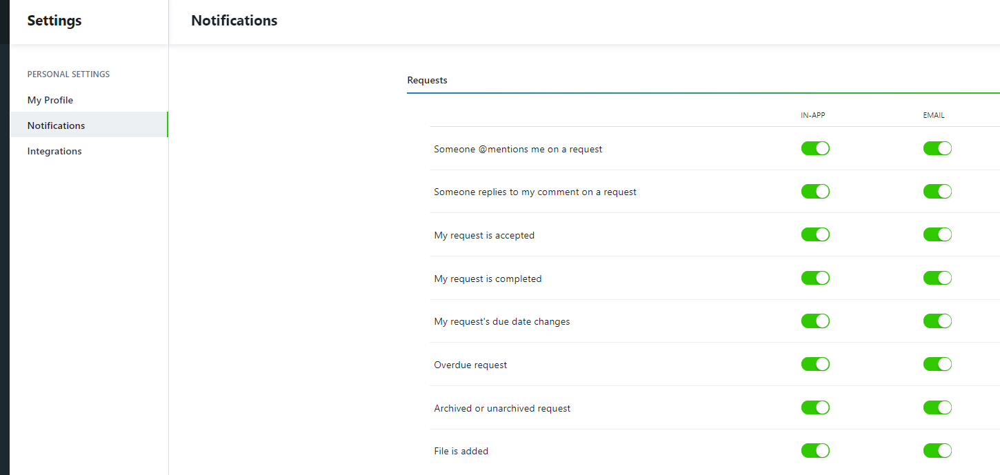 Settings
Notifications
PERSONAL SETTINGS
My Profile
Notifications
Integrations
Requests
IN-APP EMAIL
Someone @mentions me on a request
Someone replies to my comment on a request
My request is accepted
My request is completed
My request's due date changes
Overdue request
Archived or unarchived request
File is added